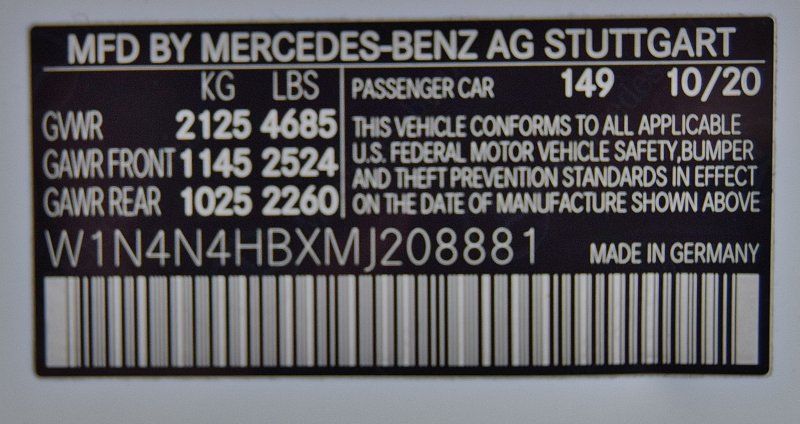 MFD BY MERCEDES-BENZ AG STUTTGART
KG LBS
GVWR 2125 4685
GAWR FRONT 1145 2524
GAWR REAR 1025 2260
PASSENGER CAR 149 10/20
THIS VEHICLE CONFORMS TO ALL APPLICABLE
U.S. FEDERAL MOTOR VEHICLE SAFETY,BUMPER
AND THEFT PREVENTION STANDARDS IN EFFECT
ON THE DATE OF MANUFACTURE SHOWN ABOVE
W1N4N4HBXMJ208881 MADE IN GERMANY